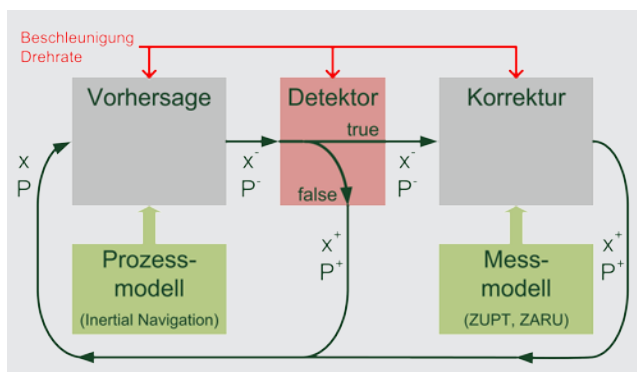 Beschleunigung
Drehrate
Vorhersage
Detektor
Korrektur
true
false
x
P
x⁻
P⁻
x⁻
P⁻
x⁺
P⁺
x⁺
P⁺
Prozess-
modell
(Inertial Navigation)
Mess-
modell
(ZUPT, ZARU)